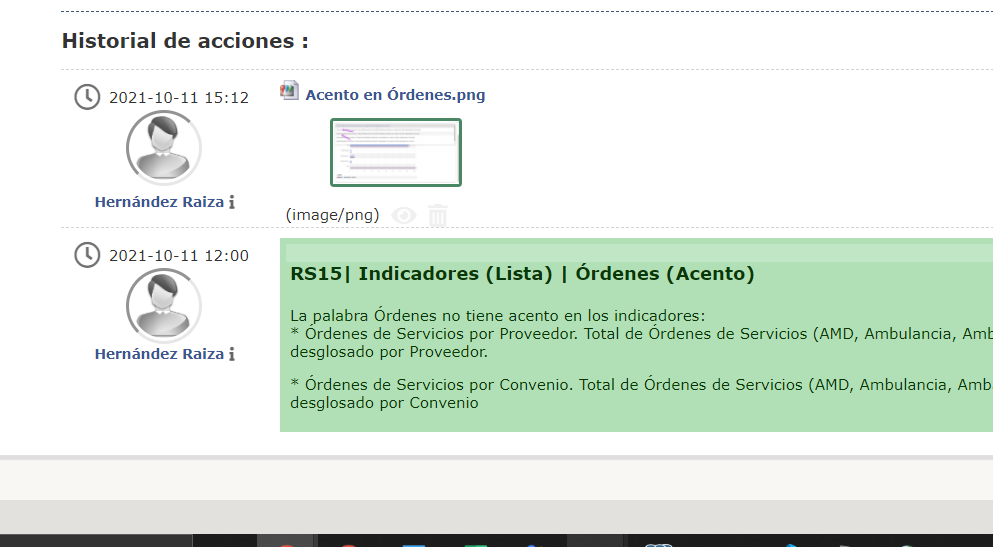 Historial de acciones :
2021-10-11 15:12
Acento en Órdenes.png
Hernández Raiza
(image/png)
2021-10-11 12:00
Hernández Raiza
RS15| Indicadores (Lista) | Órdenes (Acento)
La palabra Órdenes no tiene acento en los indicadores:
* Órdenes de Servicios por Proveedor. Total de Órdenes de Servicios (AMD, Ambulancia, Amb
desglosado por Proveedor.
* Órdenes de Servicios por Convenio. Total de Órdenes de Servicios (AMD, Ambulancia, Amb
desglosado por Convenio